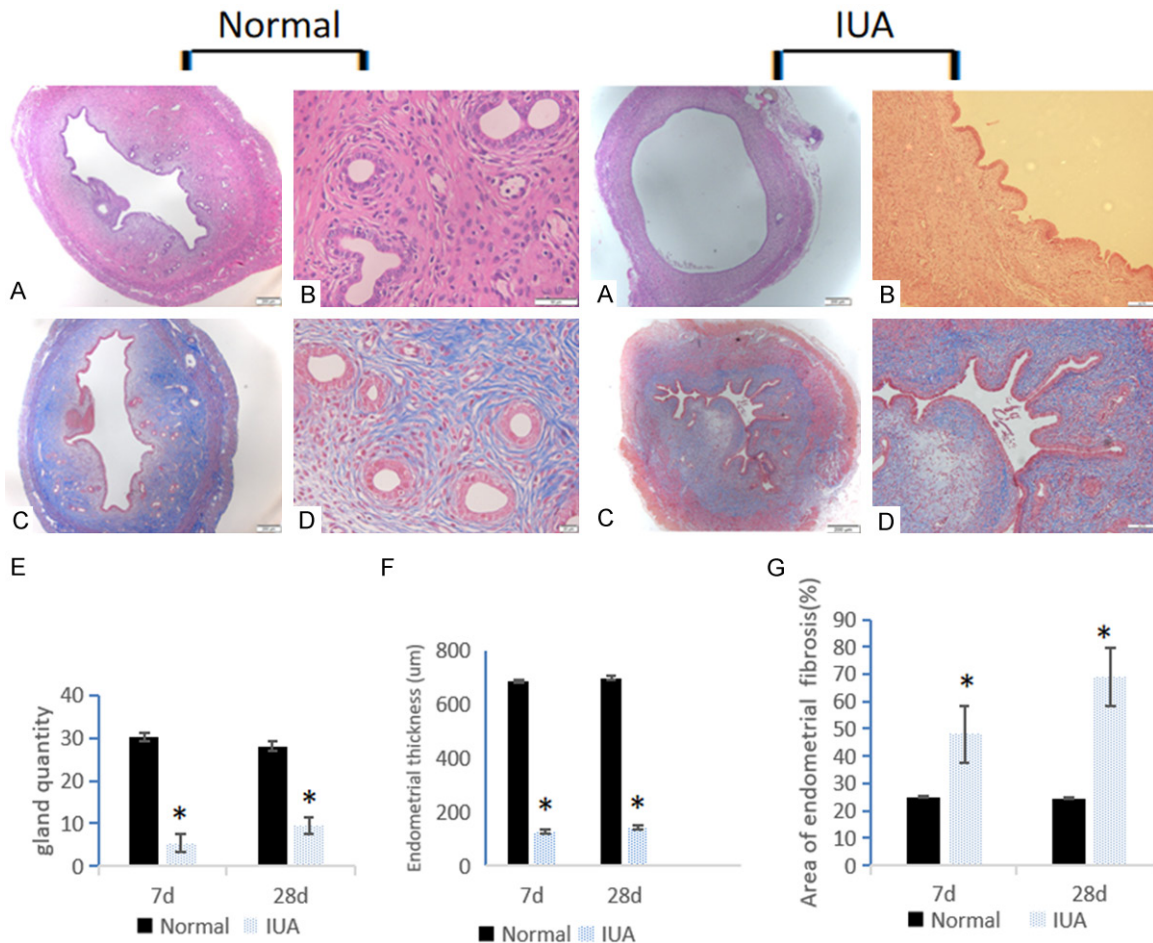 Normal
IUA
A
B
A
B
C
D
C
D
E
F
G
gland quantity
40
30
20
10
0
*
*
7d
28d
Normal
IUA
Endometrial thickness (um)
800
600
400
200
0
*
*
7d
28d
Normal
IUA
Area of endometrial fibrosis(%)
90
80
70
60
50
40
30
20
10
0
*
*
7d
28d
Normal
IUA